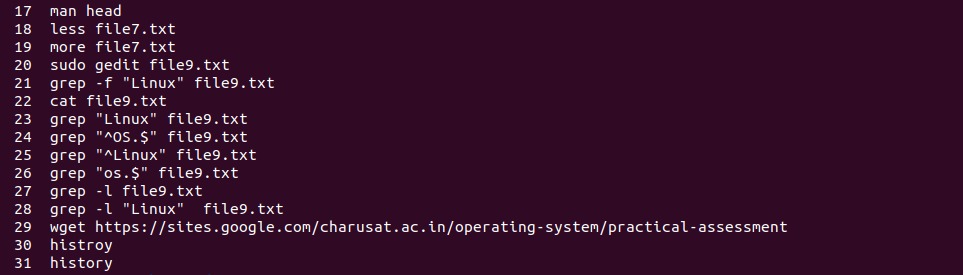 17 man head
18 less file7.txt
19 more file7.txt
20 sudo gedit file9.txt
21 grep -f "Linux" file9.txt
22 cat file9.txt
23 grep "Linux" file9.txt
24 grep "^OS.$" file9.txt
25 grep "^Linux" file9.txt
26 grep "os.$" file9.txt
27 grep -l file9.txt
28 grep -l "Linux"  file9.txt
29 wget https://sites.google.com/charusat.ac.in/operating-system/practical-assessment
30 histroy
31 history